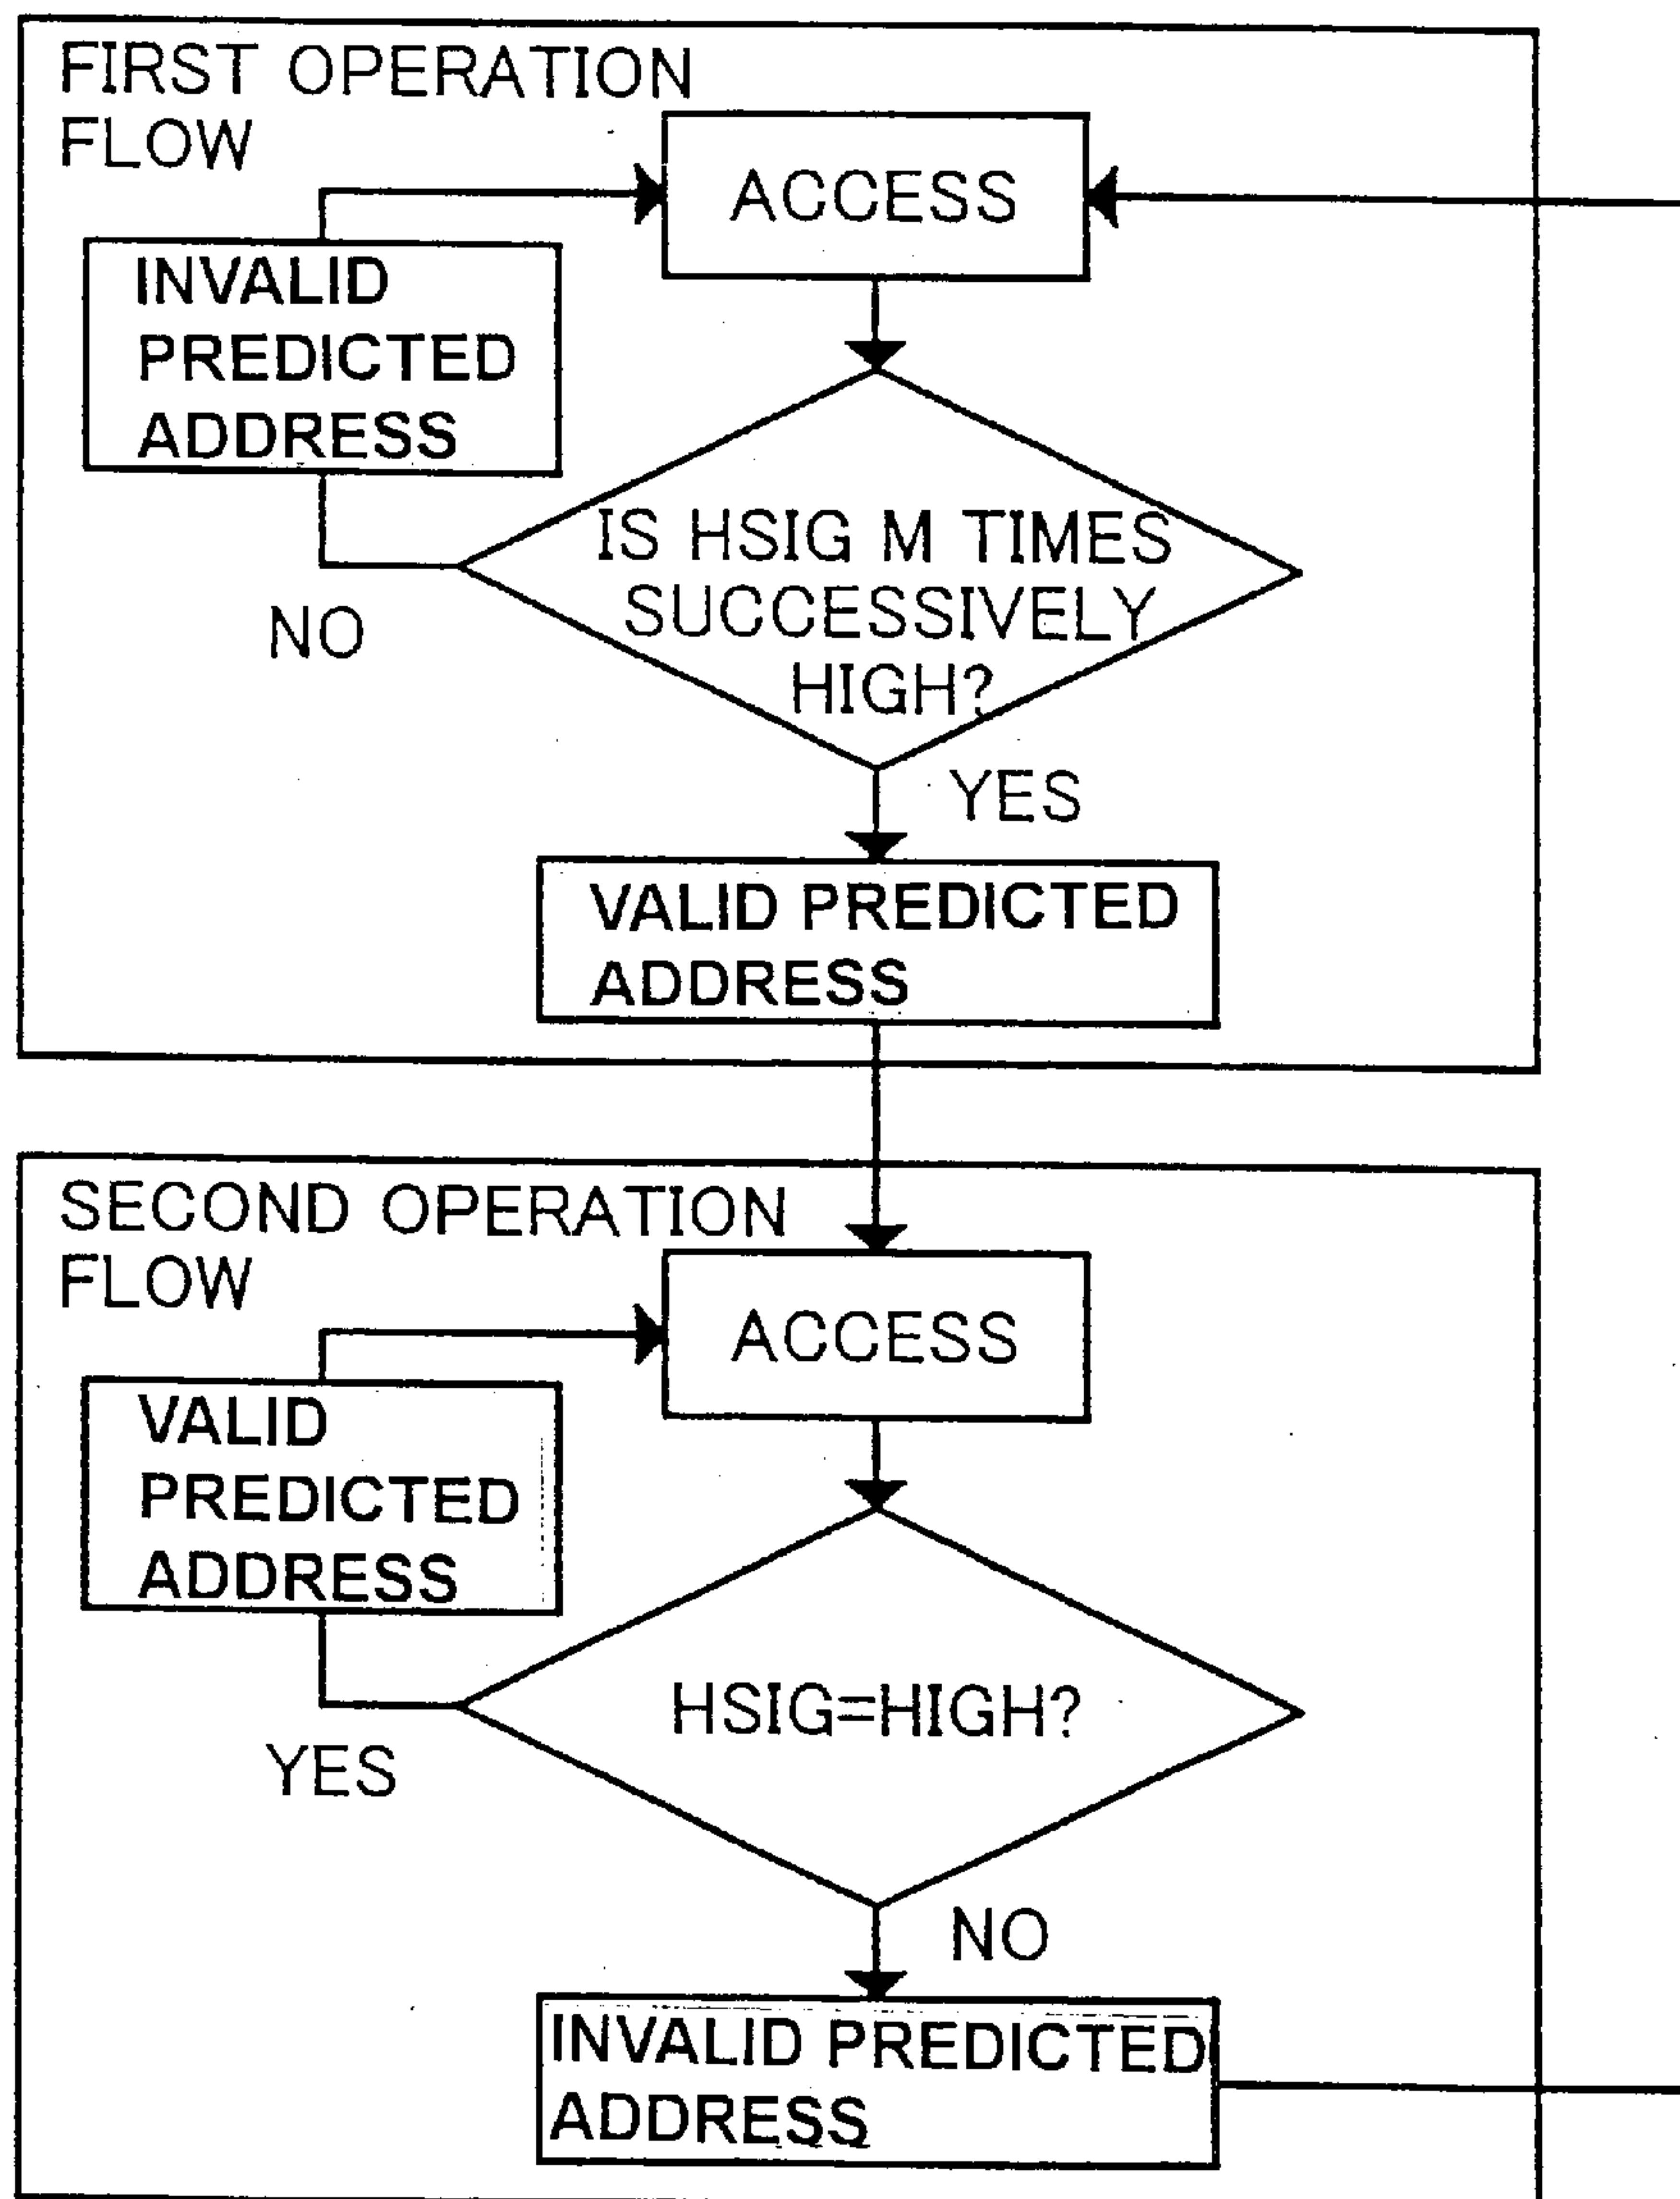 FIRST OPERATION
FLOW
ACCESS
INVALID
PREDICTED
ADDRESS
IS HSIG M TIMES
SUCCESSIVELY
HIGH?
NO
YES
VALID PREDICTED
ADDRESS
SECOND OPERATION
FLOW
ACCESS
VALID
PREDICTED
ADDRESS
HSIG=HIGH?
YES
NO
INVALID PREDICTED
ADDRESS